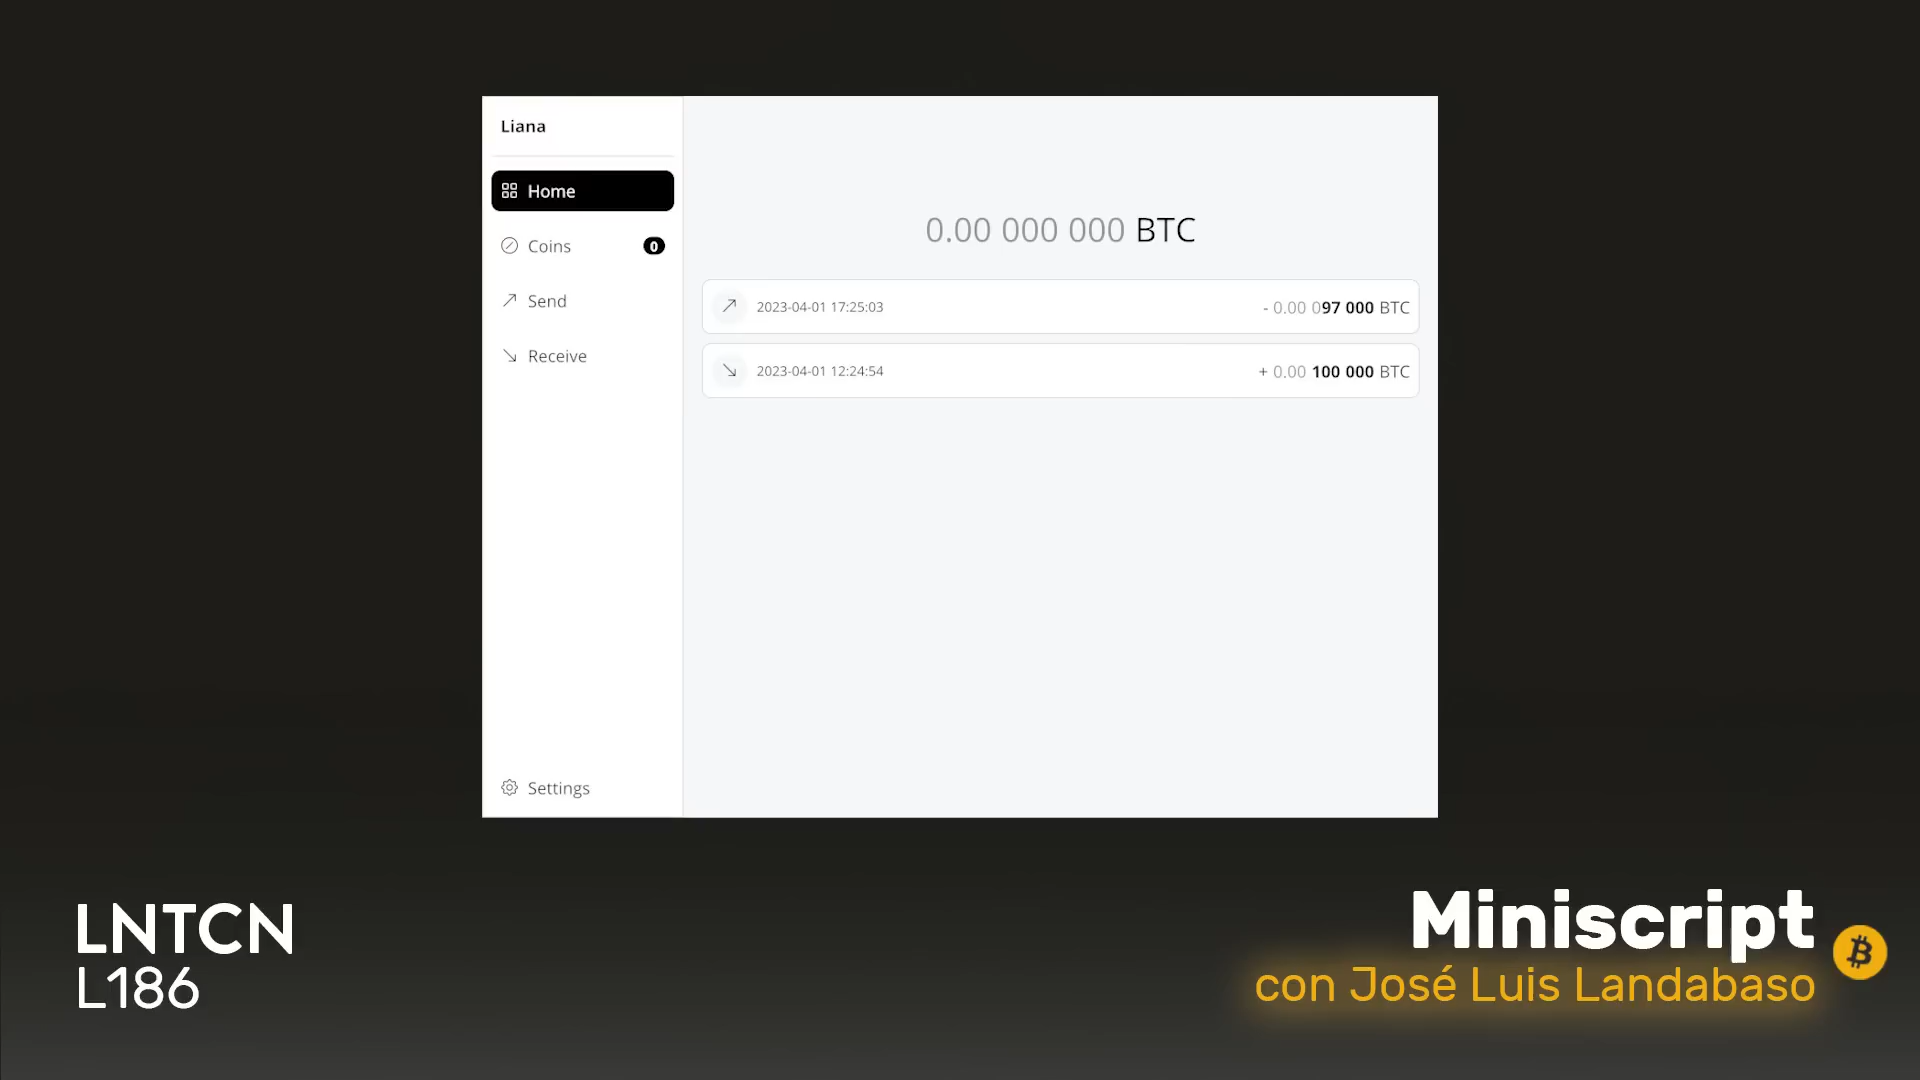 Liana
Home
Coins 0
Send
Receive
Settings
0.00 000 000 BTC
2023-04-01 17:25:03 - 0.00 097 000 BTC
2023-04-01 12:24:54 + 0.00 100 000 BTC
LNTCN
L186
Miniscript
con José Luis Landabaso